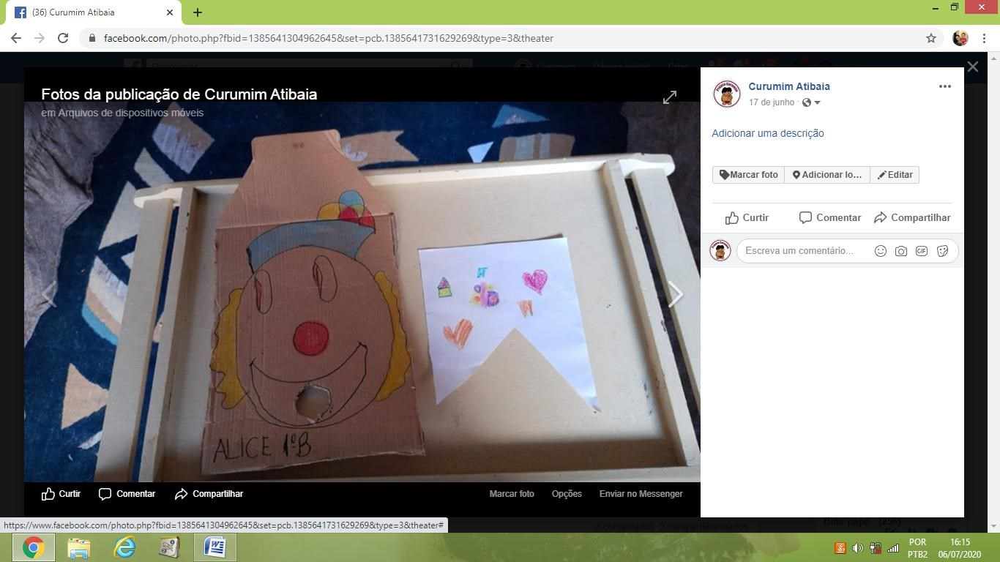 (36) Curumim Atibaia
facebook.com/photo.php?fbid=1385641304962645&set=pcb.1385641731629269&type=3&theater
Fotos da publicação de Curumim Atibaia
em Arquivos de dispositivos móveis
Curumim Atibaia
17 de junho
Adicionar uma descrição
Marcar foto Adicionar lo... Editar
Curtir Comentar Compartilhar
Escreva um comentário... GIF
ALICE 1ºB
Curtir Comentar Compartilhar Marcar foto Opções Enviar no Messenger
https://www.facebook.com/photo.php?fbid=1385641304962645&set=pcb.1385641731629269&type=3&theater#
2 comentários 3 compartilhamentos
Bate-papo - (256)
POR 16:15
PTB2 06/07/2020